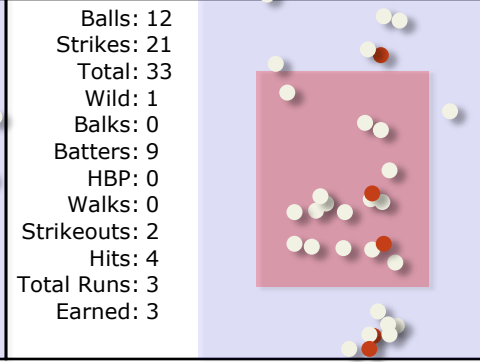 Balls: 12
Strikes: 21
Total: 33
Wild: 1
Balks: 0
Batters: 9
HBP: 0
Walks: 0
Strikeouts: 2
Hits: 4
Total Runs: 3
Earned: 3